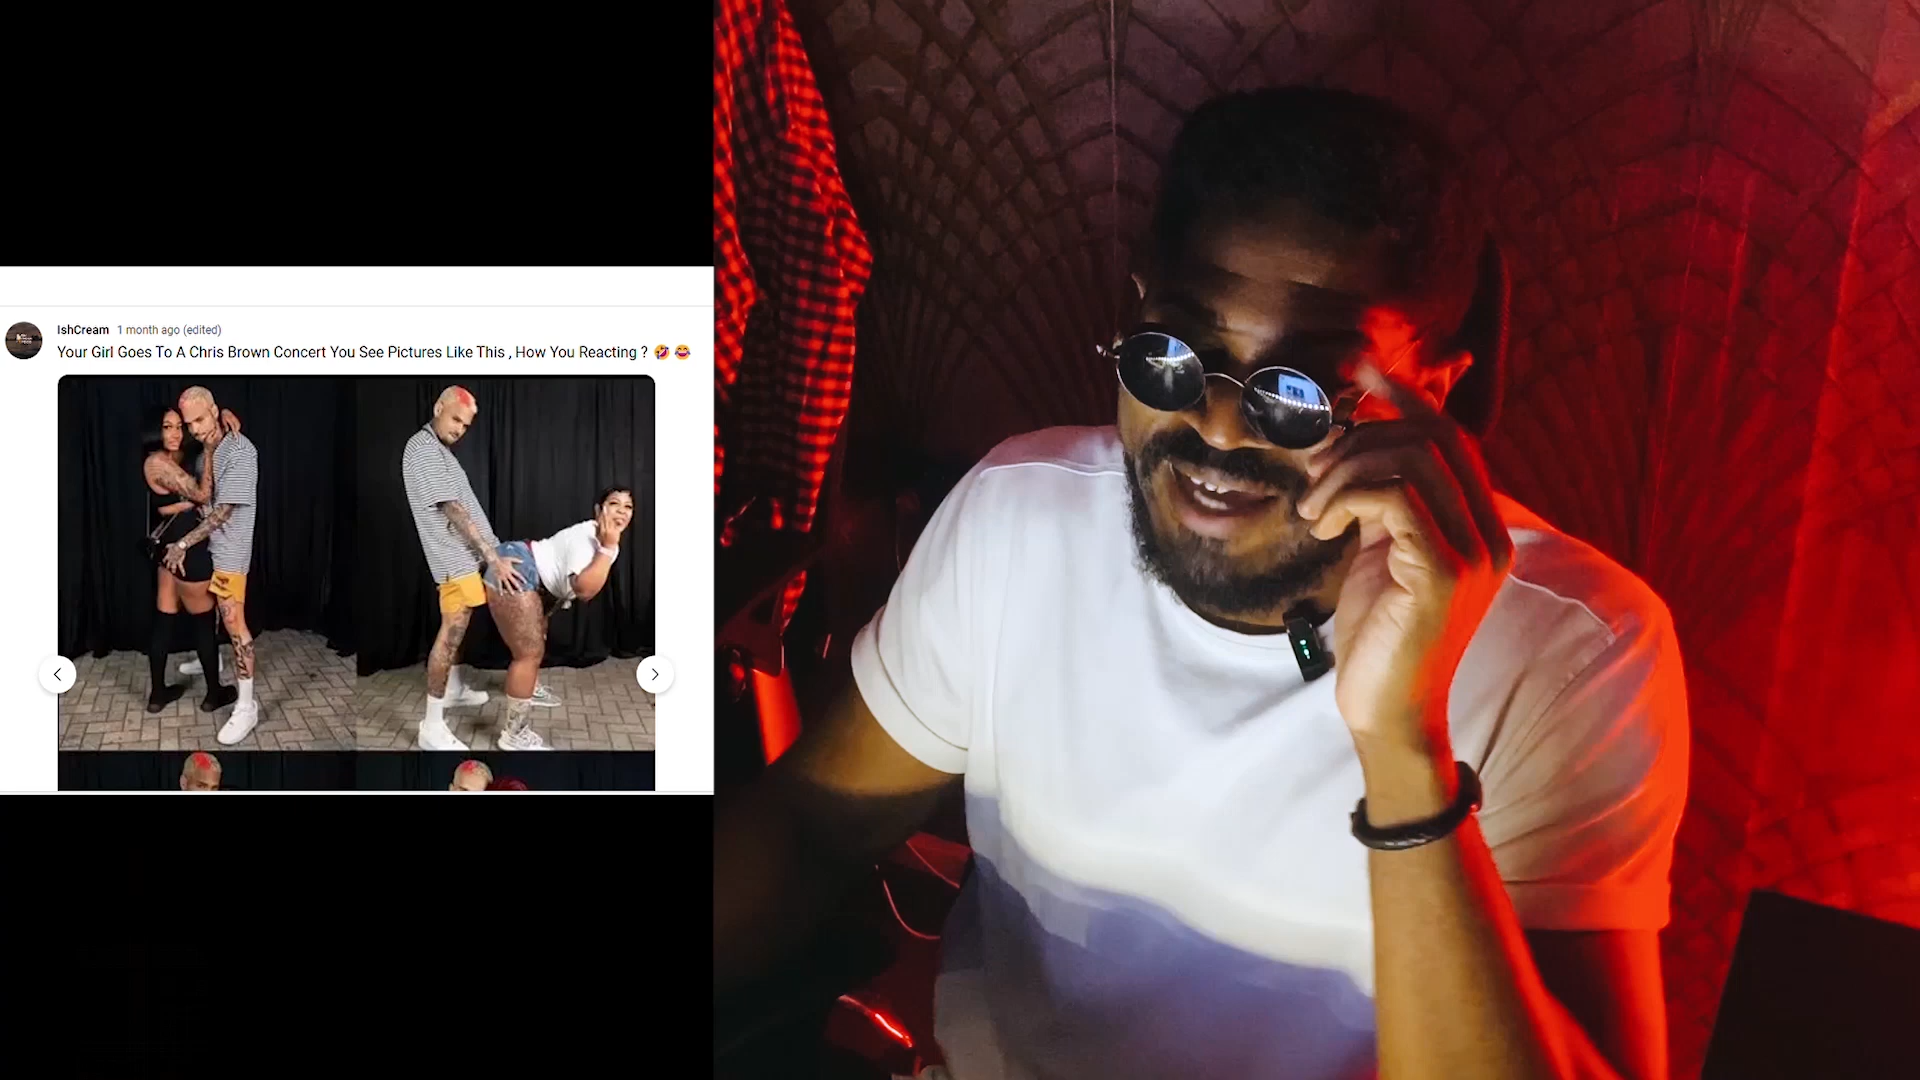 IshCream 1 month ago (edited)
Your Girl Goes To A Chris Brown Concert You See Pictures Like This , How You Reacting ? 🤣 😂